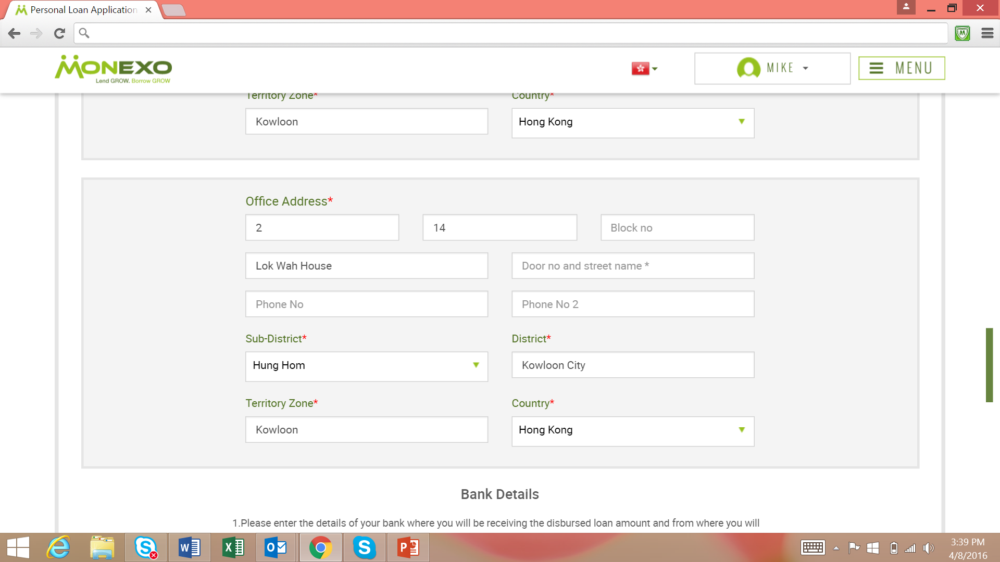 Personal Loan Application
MONEXO
Lend GROW. Borrow GROW
MIKE
MENU
Territory Zone* Country*
Kowloon Hong Kong
Office Address*
2 14 Block no
Lok Wah House Door no and street name *
Phone No Phone No 2
Sub-District* District*
Hung Hom Kowloon City
Territory Zone* Country*
Kowloon Hong Kong
Bank Details
1.Please enter the details of your bank where you will be receiving the disbursed loan amount and from where you will
3:39 PM
4/8/2016